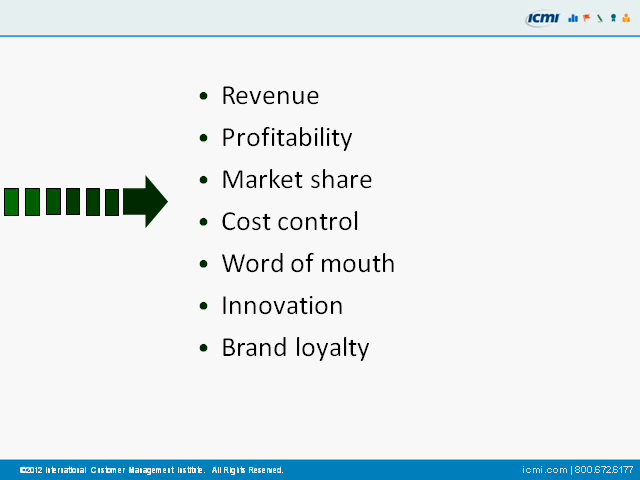 ICMI
• Revenue
• Profitability
• Market share
• Cost control
• Word of mouth
• Innovation
• Brand loyalty
©2012 International Customer Management Institute. All Rights Reserved.
icmi.com | 800.672.6177